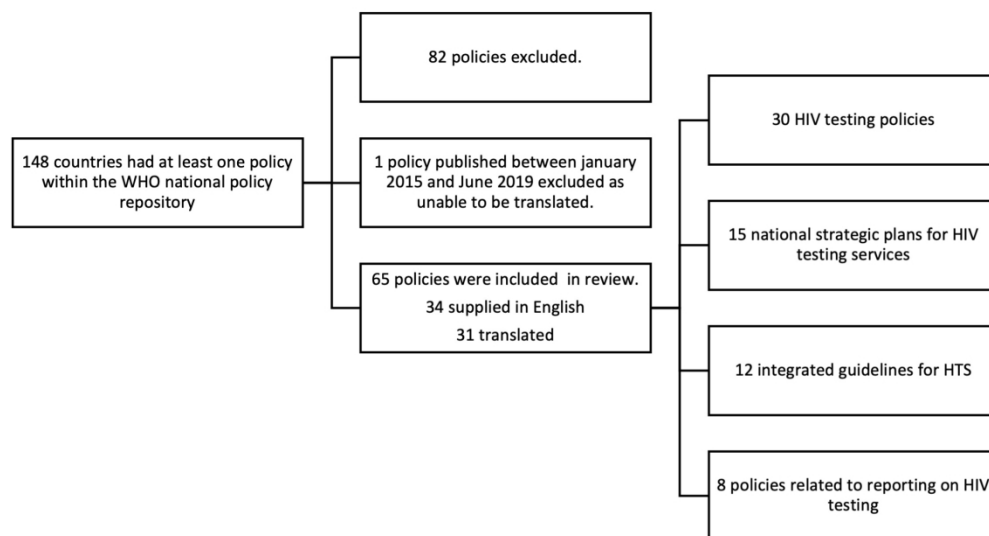 148 countries had at least one policy
within the WHO national policy
repository
82 policies excluded.
1 policy published between january
2015 and June 2019 excluded as
unable to be translated.
65 policies were included in review.
34 supplied in English
31 translated
30 HIV testing policies
15 national strategic plans for HIV
testing services
12 integrated guidelines for HTS
8 policies related to reporting on HIV
testing